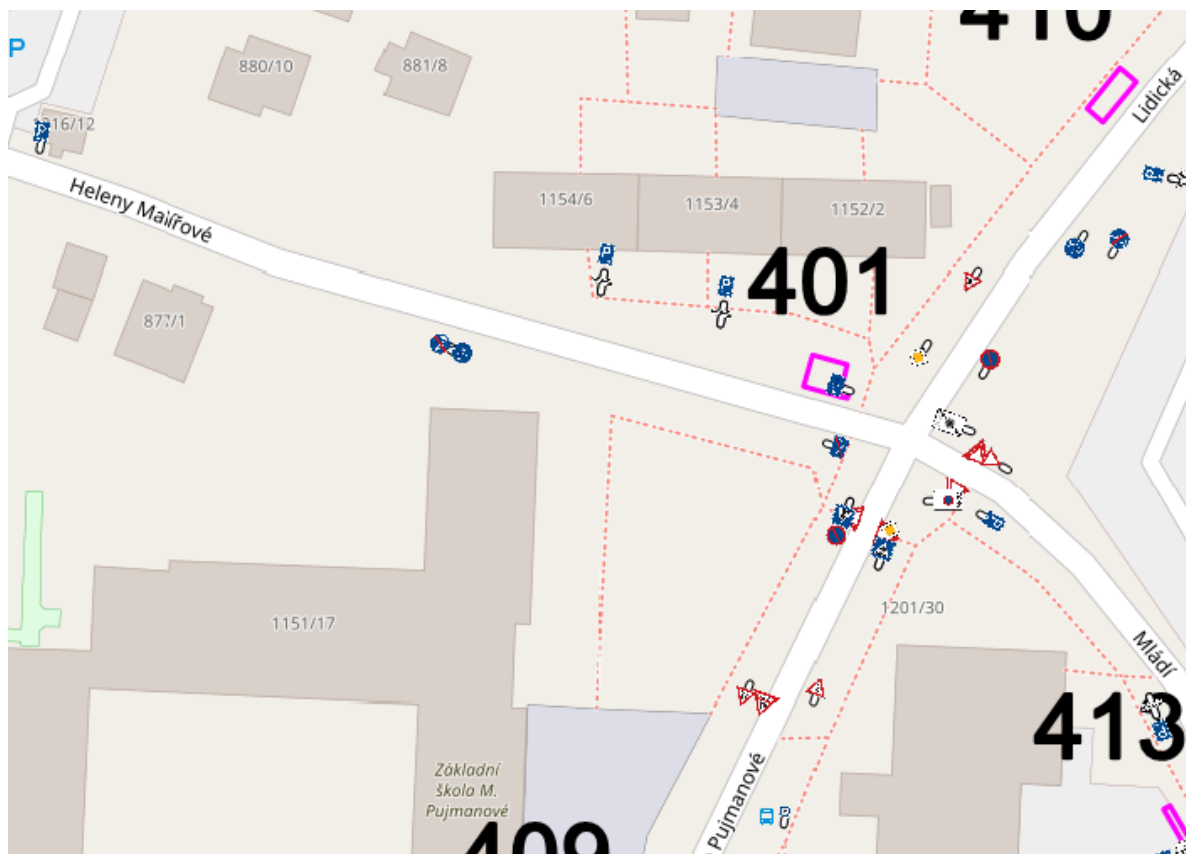 410
P
880/10
881/8
Lidická
1216/12
Heleny Malířové
1154/6
1153/4
1152/2
401
877/1
1151/17
1201/30
Mládí
413
Základní
škola M.
Pujmanové
Pujmanové
409